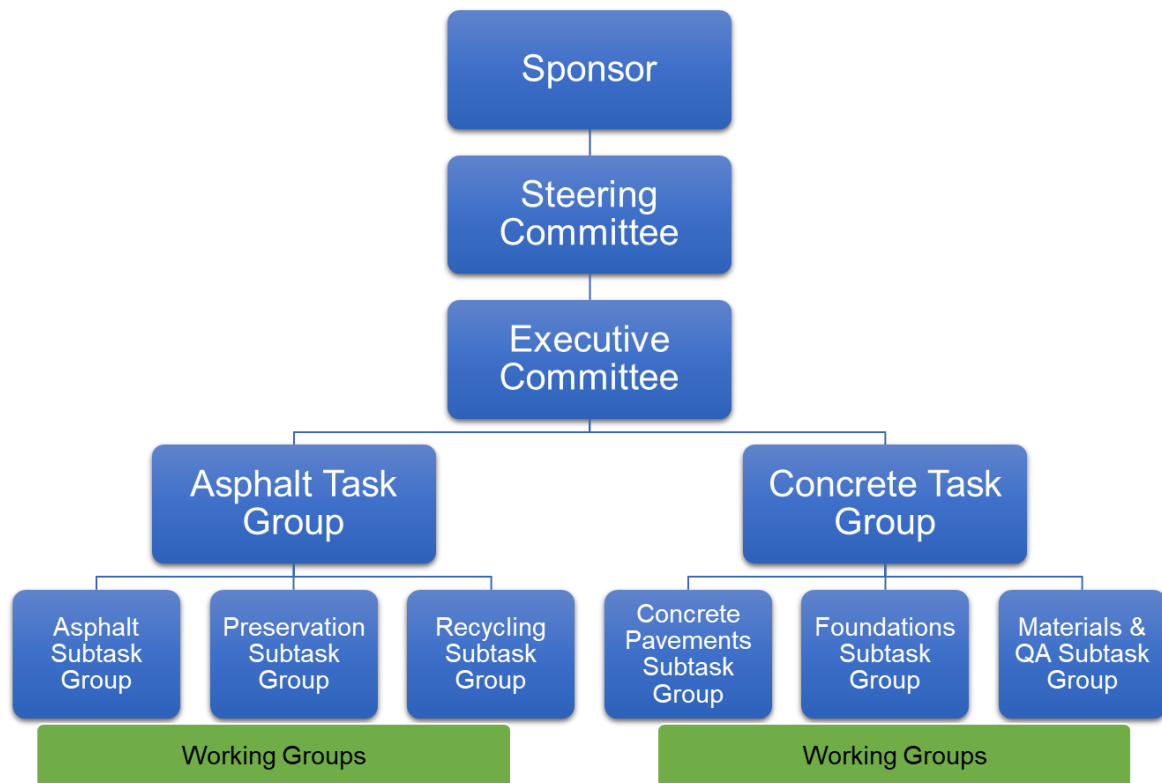 Sponsor
Steering
Committee
Executive
Committee
Asphalt Task
Group
Concrete Task
Group
Asphalt
Subtask
Group
Preservation
Subtask
Group
Recycling
Subtask
Group
Concrete
Pavements
Subtask
Group
Foundations
Subtask
Group
Materials &
QA Subtask
Group
Working Groups
Working Groups